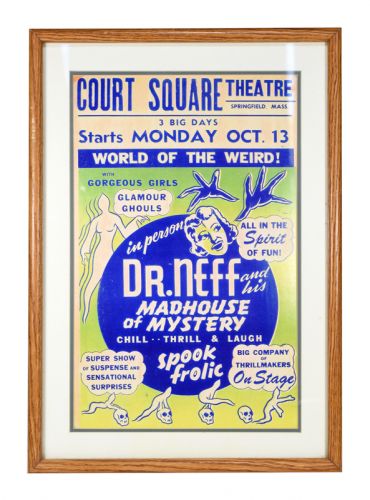 COURT SQUARE THEATRE
SPRINGFIELD, MASS.
3 BIG DAYS
Starts MONDAY OCT. 13
WORLD OF THE WEIRD!
WITH
GORGEOUS GIRLS
GLAMOUR
GHOULS
ALL IN THE
Spirit
OF FUN!
in person
DR. NEFF and
his
MADHOUSE
of MYSTERY
CHILL·· THRILL & LAUGH
spook
frolic
SUPER SHOW
OF SUSPENSE AND
SENSATIONAL
SURPRISES
BIG COMPANY
OF
THRILLMAKERS
On Stage